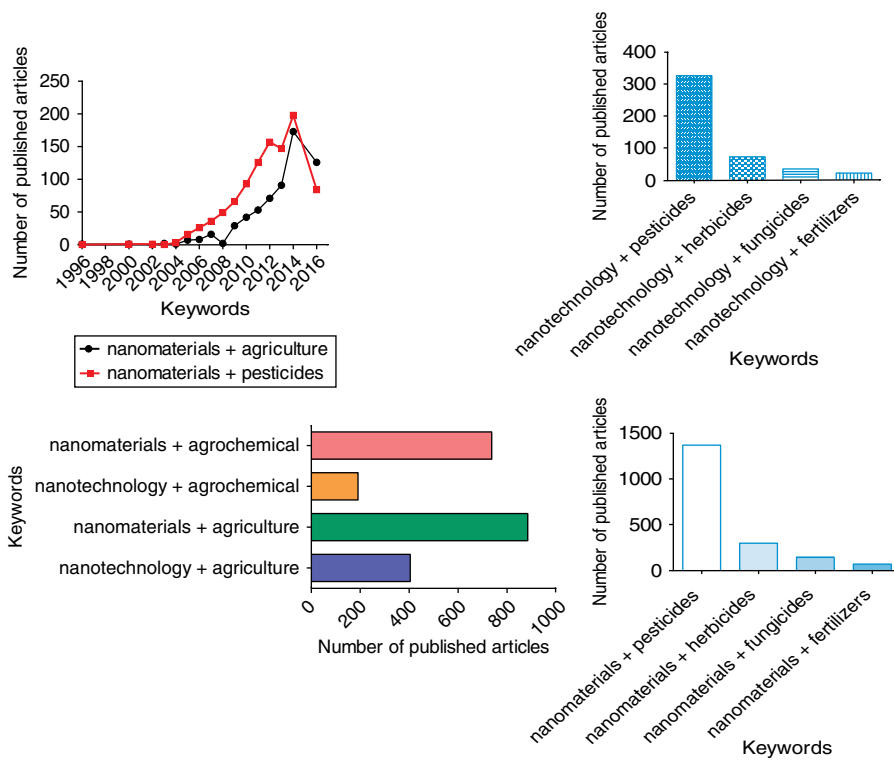 Number of published articles
250
200
150
100
50
0
1996
1998
2000
2002
2004
2006
2008
2010
2012
2014
2016
Keywords
nanomaterials + agriculture
nanomaterials + pesticides
Number of published articles
400
300
200
100
0
nanotechnology + pesticides
nanotechnology + herbicides
nanotechnology + fungicides
nanotechnology + fertilizers
Keywords
Keywords
nanomaterials + agrochemical
nanotechnology + agrochemical
nanomaterials + agriculture
nanotechnology + agriculture
0
200
400
600
800
1000
Number of published articles
Number of published articles
1500
1000
500
0
nanomaterials + pesticides
nanomaterials + herbicides
nanomaterials + fungicides
nanomaterials + fertilizers
Keywords